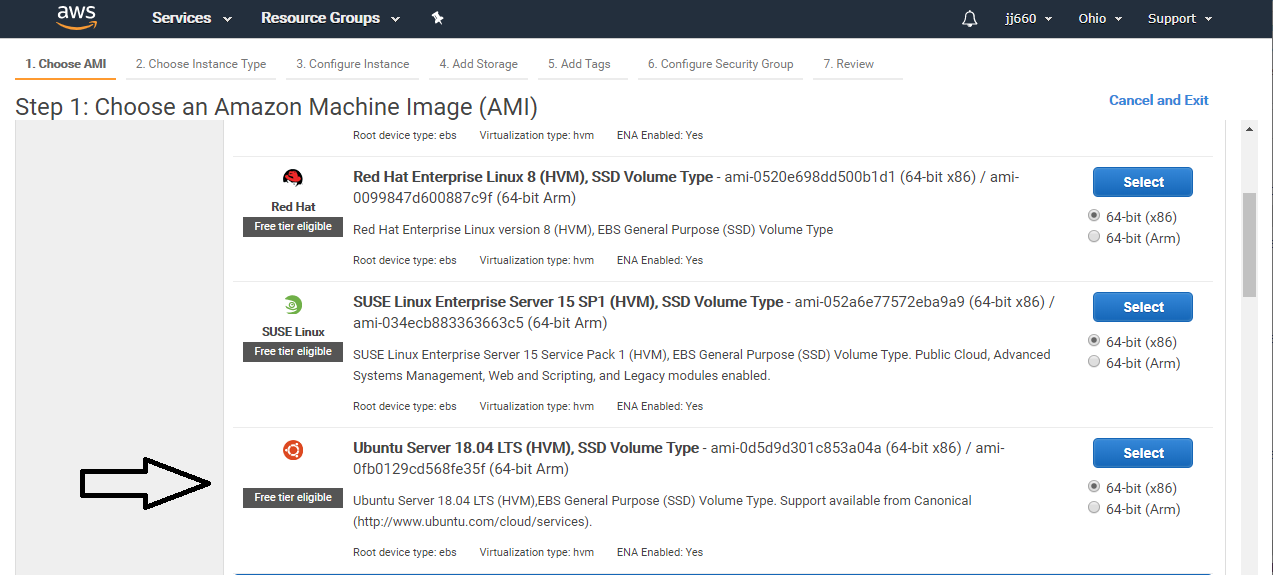 aws Services Resource Groups jj660 Ohio Support
1. Choose AMI 2. Choose Instance Type 3. Configure Instance 4. Add Storage 5. Add Tags 6. Configure Security Group 7. Review
Step 1: Choose an Amazon Machine Image (AMI)
Cancel and Exit
Root device type: ebs Virtualization type: hvm ENA Enabled: Yes
Red Hat
Free tier eligible
Red Hat Enterprise Linux 8 (HVM), SSD Volume Type - ami-0520e698dd500b1d1 (64-bit x86) / ami-
0099847d600887c9f (64-bit Arm)
Red Hat Enterprise Linux version 8 (HVM), EBS General Purpose (SSD) Volume Type
Root device type: ebs Virtualization type: hvm ENA Enabled: Yes
Select
64-bit (x86)
64-bit (Arm)
SUSE Linux
Free tier eligible
SUSE Linux Enterprise Server 15 SP1 (HVM), SSD Volume Type - ami-052a6e77572eba9a9 (64-bit x86) /
ami-034ecb883363663c5 (64-bit Arm)
SUSE Linux Enterprise Server 15 Service Pack 1 (HVM), EBS General Purpose (SSD) Volume Type. Public Cloud, Advanced
Systems Management, Web and Scripting, and Legacy modules enabled.
Root device type: ebs Virtualization type: hvm ENA Enabled: Yes
Select
64-bit (x86)
64-bit (Arm)
Free tier eligible
Ubuntu Server 18.04 LTS (HVM), SSD Volume Type - ami-0d5d9d301c853a04a (64-bit x86) / ami-
0fb0129cd568fe35f (64-bit Arm)
Ubuntu Server 18.04 LTS (HVM),EBS General Purpose (SSD) Volume Type. Support available from Canonical
(http://www.ubuntu.com/cloud/services).
Root device type: ebs Virtualization type: hvm ENA Enabled: Yes
Select
64-bit (x86)
64-bit (Arm)